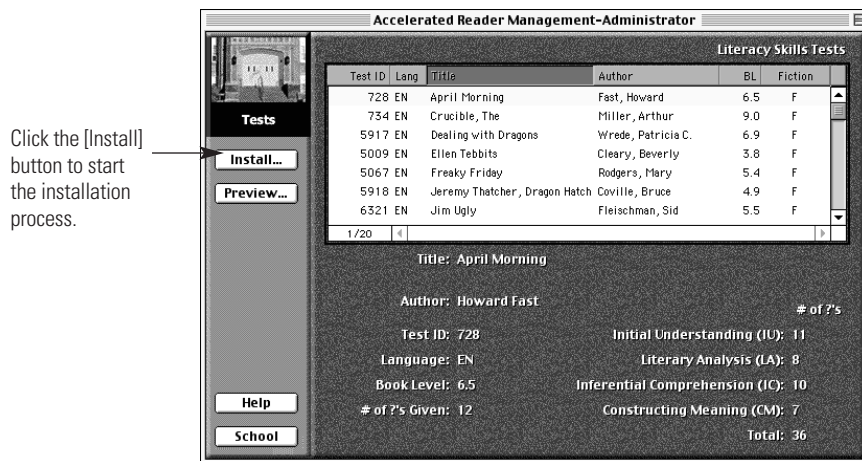 Accelerated Reader Management-Administrator
Literacy Skills Tests
Test ID Lang Title Author BL Fiction
728 EN April Morning Fast, Howard 6.5 F
734 EN Crucible, The Miller, Arthur 9.0 F
5917 EN Dealing with Dragons Wrede, Patricia C. 6.9 F
5009 EN Ellen Tebbits Cleary, Beverly 3.8 F
5067 EN Freaky Friday Rodgers, Mary 5.4 F
5918 EN Jeremy Thatcher, Dragon Hatch Coville, Bruce 4.9 F
6321 EN Jim Ugly Fleischman, Sid 5.5 F
1/20
Tests
Install...
Preview...
Click the [Install]
button to start
the installation
process.
Title: April Morning
Author: Howard Fast
# of ?'s
Test ID: 728 Initial Understanding (IU): 11
Language: EN Literary Analysis (LA): 8
Book Level: 6.5 Inferential Comprehension (IC): 10
# of ?'s Given: 12 Constructing Meaning (CM): 7
Total: 36
Help
School